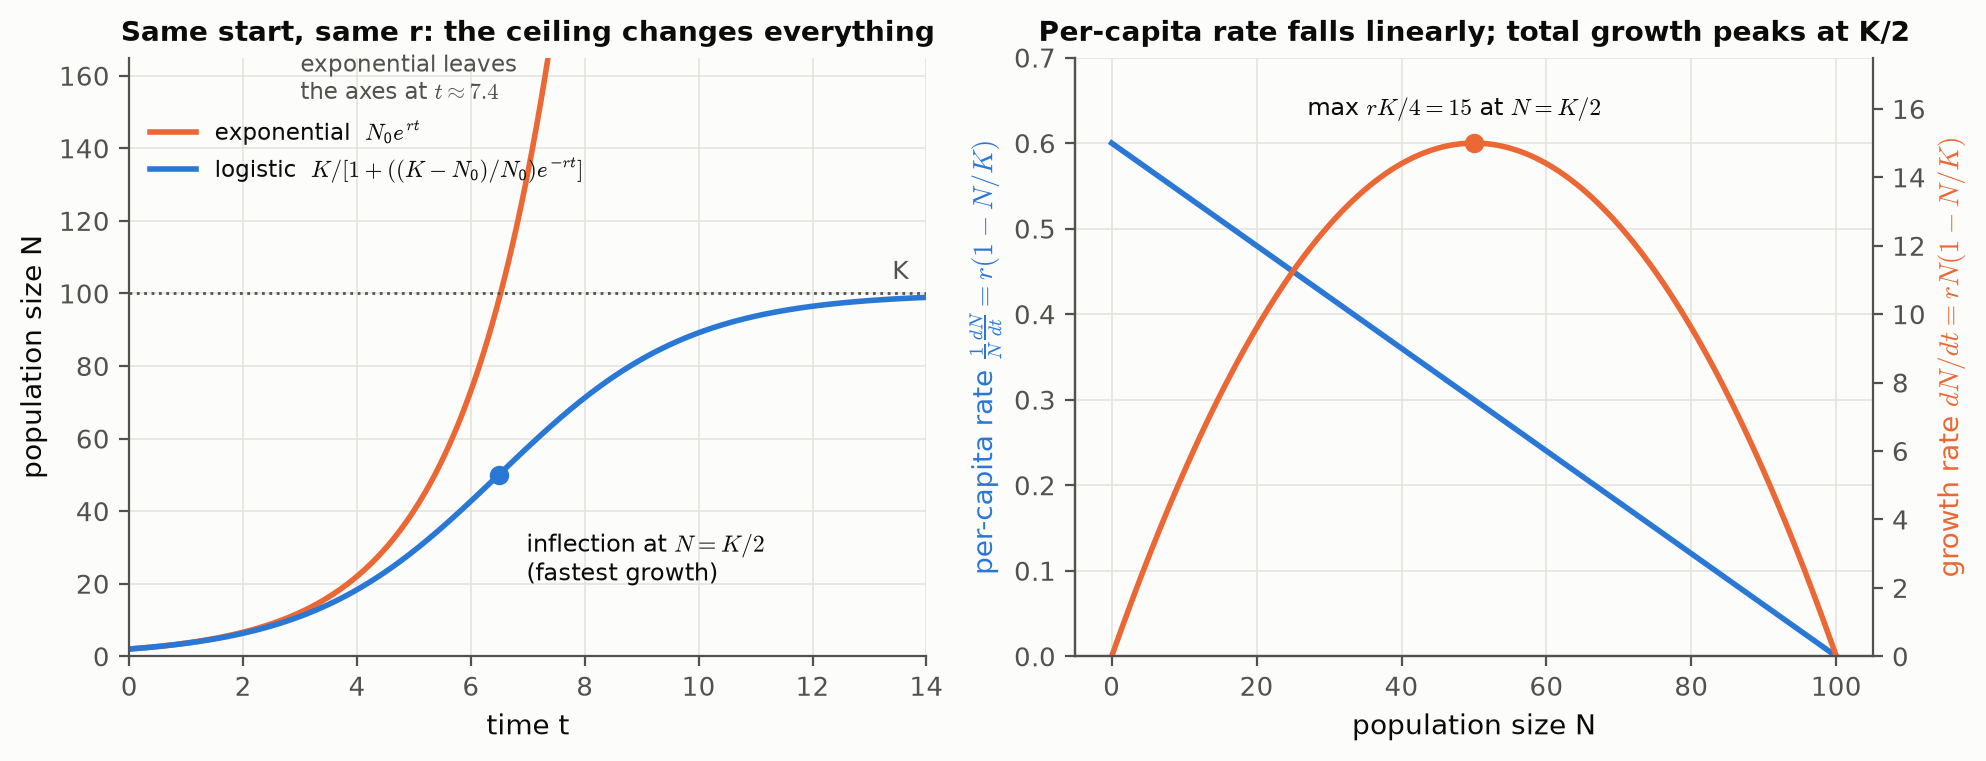 Same start, same r: the ceiling changes everything
exponential leaves
the axes at t ≈ 7.4
exponential N₀e^{rt}
logistic K/[1 + ((K − N₀)/N₀)e^{−rt}]
K
inflection at N = K/2
(fastest growth)
population size N
0
20
40
60
80
100
120
140
160
0 2 4 6 8 10 12 14
time t
Per-capita rate falls linearly; total growth peaks at K/2
max rK/4 = 15 at N = K/2
per-capita rate \frac{1}{N}\frac{dN}{dt} = r(1 − N/K)
0.0
0.1
0.2
0.3
0.4
0.5
0.6
0.7
0 20 40 60 80 100
population size N
0
2
4
6
8
10
12
14
16
growth rate dN/dt = rN(1 − N/K)